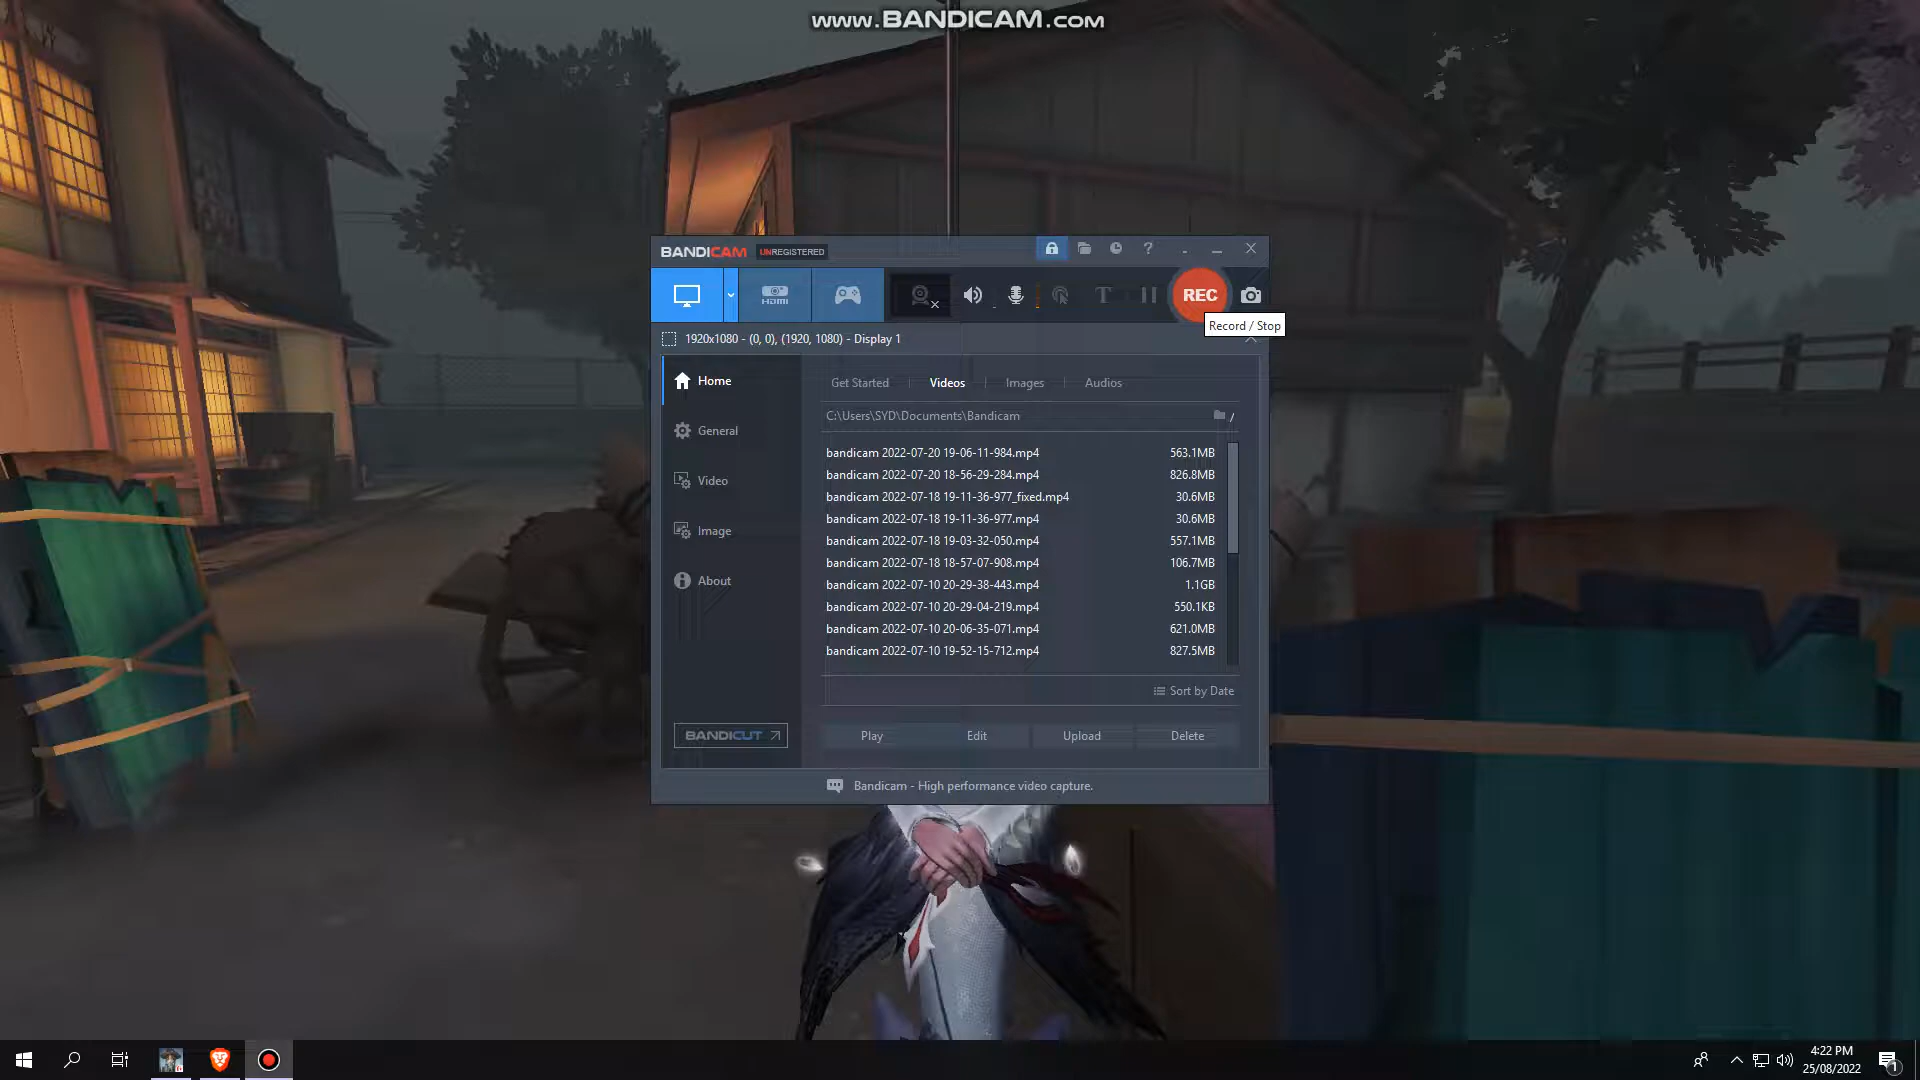 www.BANDICAM.com
BANDICAM UNREGISTERED
?
HDMI
REC
Record / Stop
1920x1080 - (0, 0), (1920, 1080) - Display 1
Home
General
Video
Image
About
BANDICUT
Get Started
Videos
Images
Audios
C:\Users\SYD\Documents\Bandicam
bandicam 2022-07-20 19-06-11-984.mp4 563.1MB
bandicam 2022-07-20 18-56-29-284.mp4 826.8MB
bandicam 2022-07-18 19-11-36-977_fixed.mp4 30.6MB
bandicam 2022-07-18 19-11-36-977.mp4 30.6MB
bandicam 2022-07-18 19-03-32-050.mp4 557.1MB
bandicam 2022-07-18 18-57-07-908.mp4 106.7MB
bandicam 2022-07-10 20-29-38-443.mp4 1.1GB
bandicam 2022-07-10 20-29-04-219.mp4 550.1KB
bandicam 2022-07-10 20-06-35-071.mp4 621.0MB
bandicam 2022-07-10 19-52-15-712.mp4 827.5MB
Sort by Date
Play
Edit
Upload
Delete
Bandicam - High performance video capture.
4:22 PM
25/08/2022
1